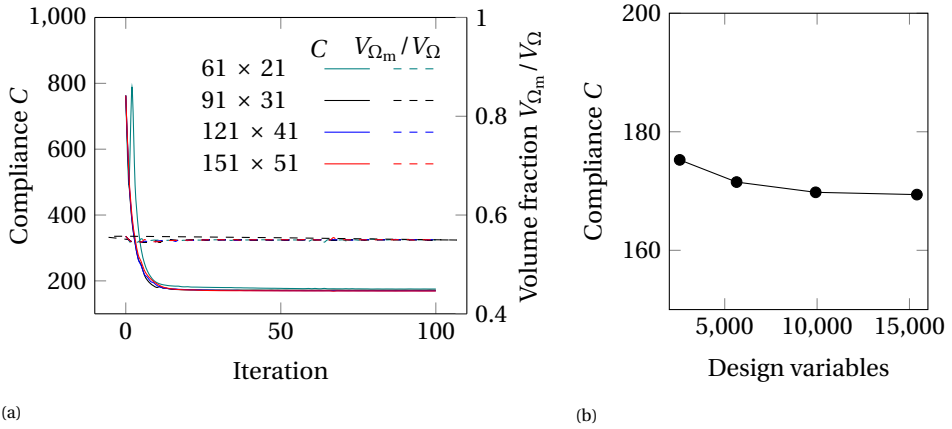 1,000
800
600
400
200
Compliance C
0
50
100
Iteration
1
0.8
0.6
0.4
Volume fraction V_Ωm / V_Ω
C V_Ωm / V_Ω
61 × 21
91 × 31
121 × 41
151 × 51
(a)
200
180
160
Compliance C
5,000 10,000 15,000
Design variables
(b)